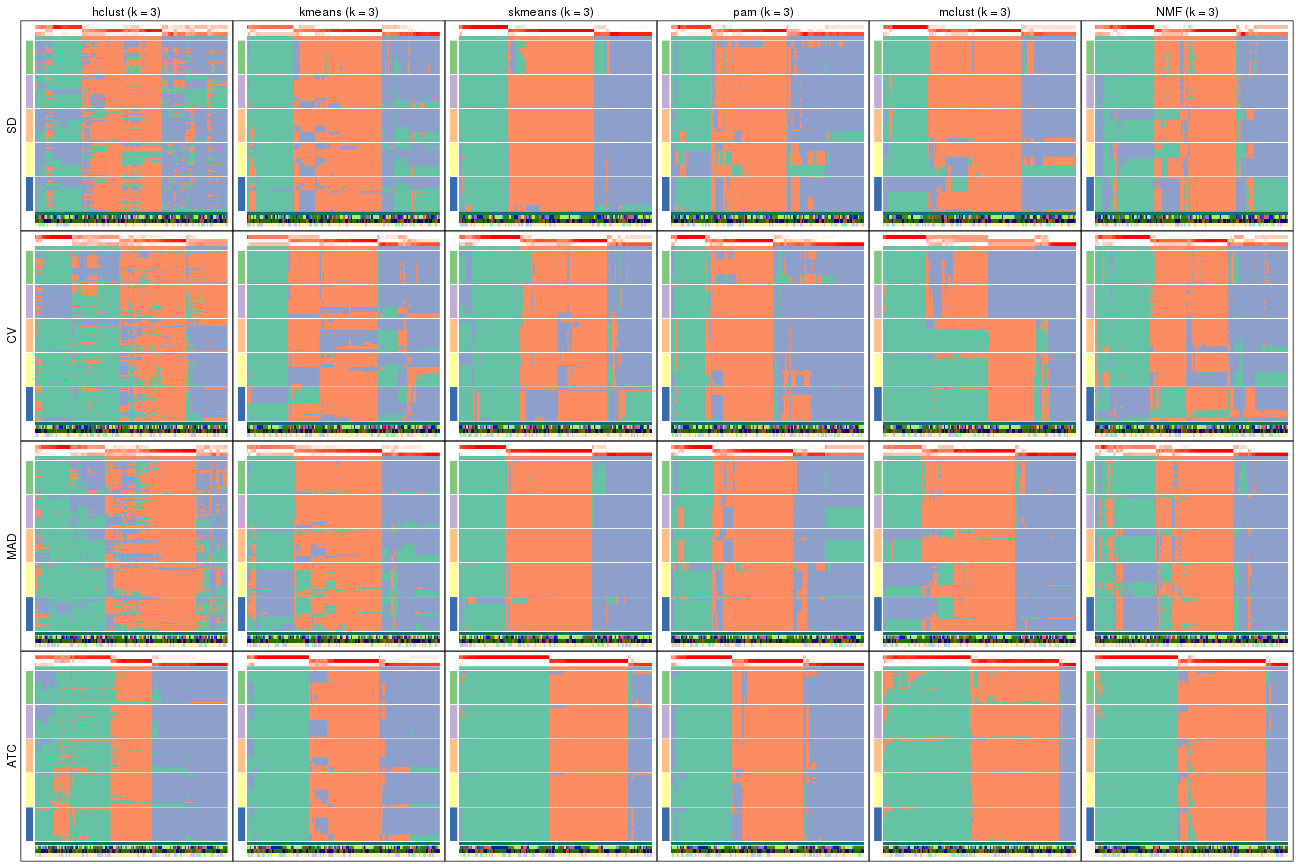 hclust (k = 3) kmeans (k = 3) skmeans (k = 3) pam (k = 3) mclust (k = 3) NMF (k = 3)
SD
CV
MAD
ATC